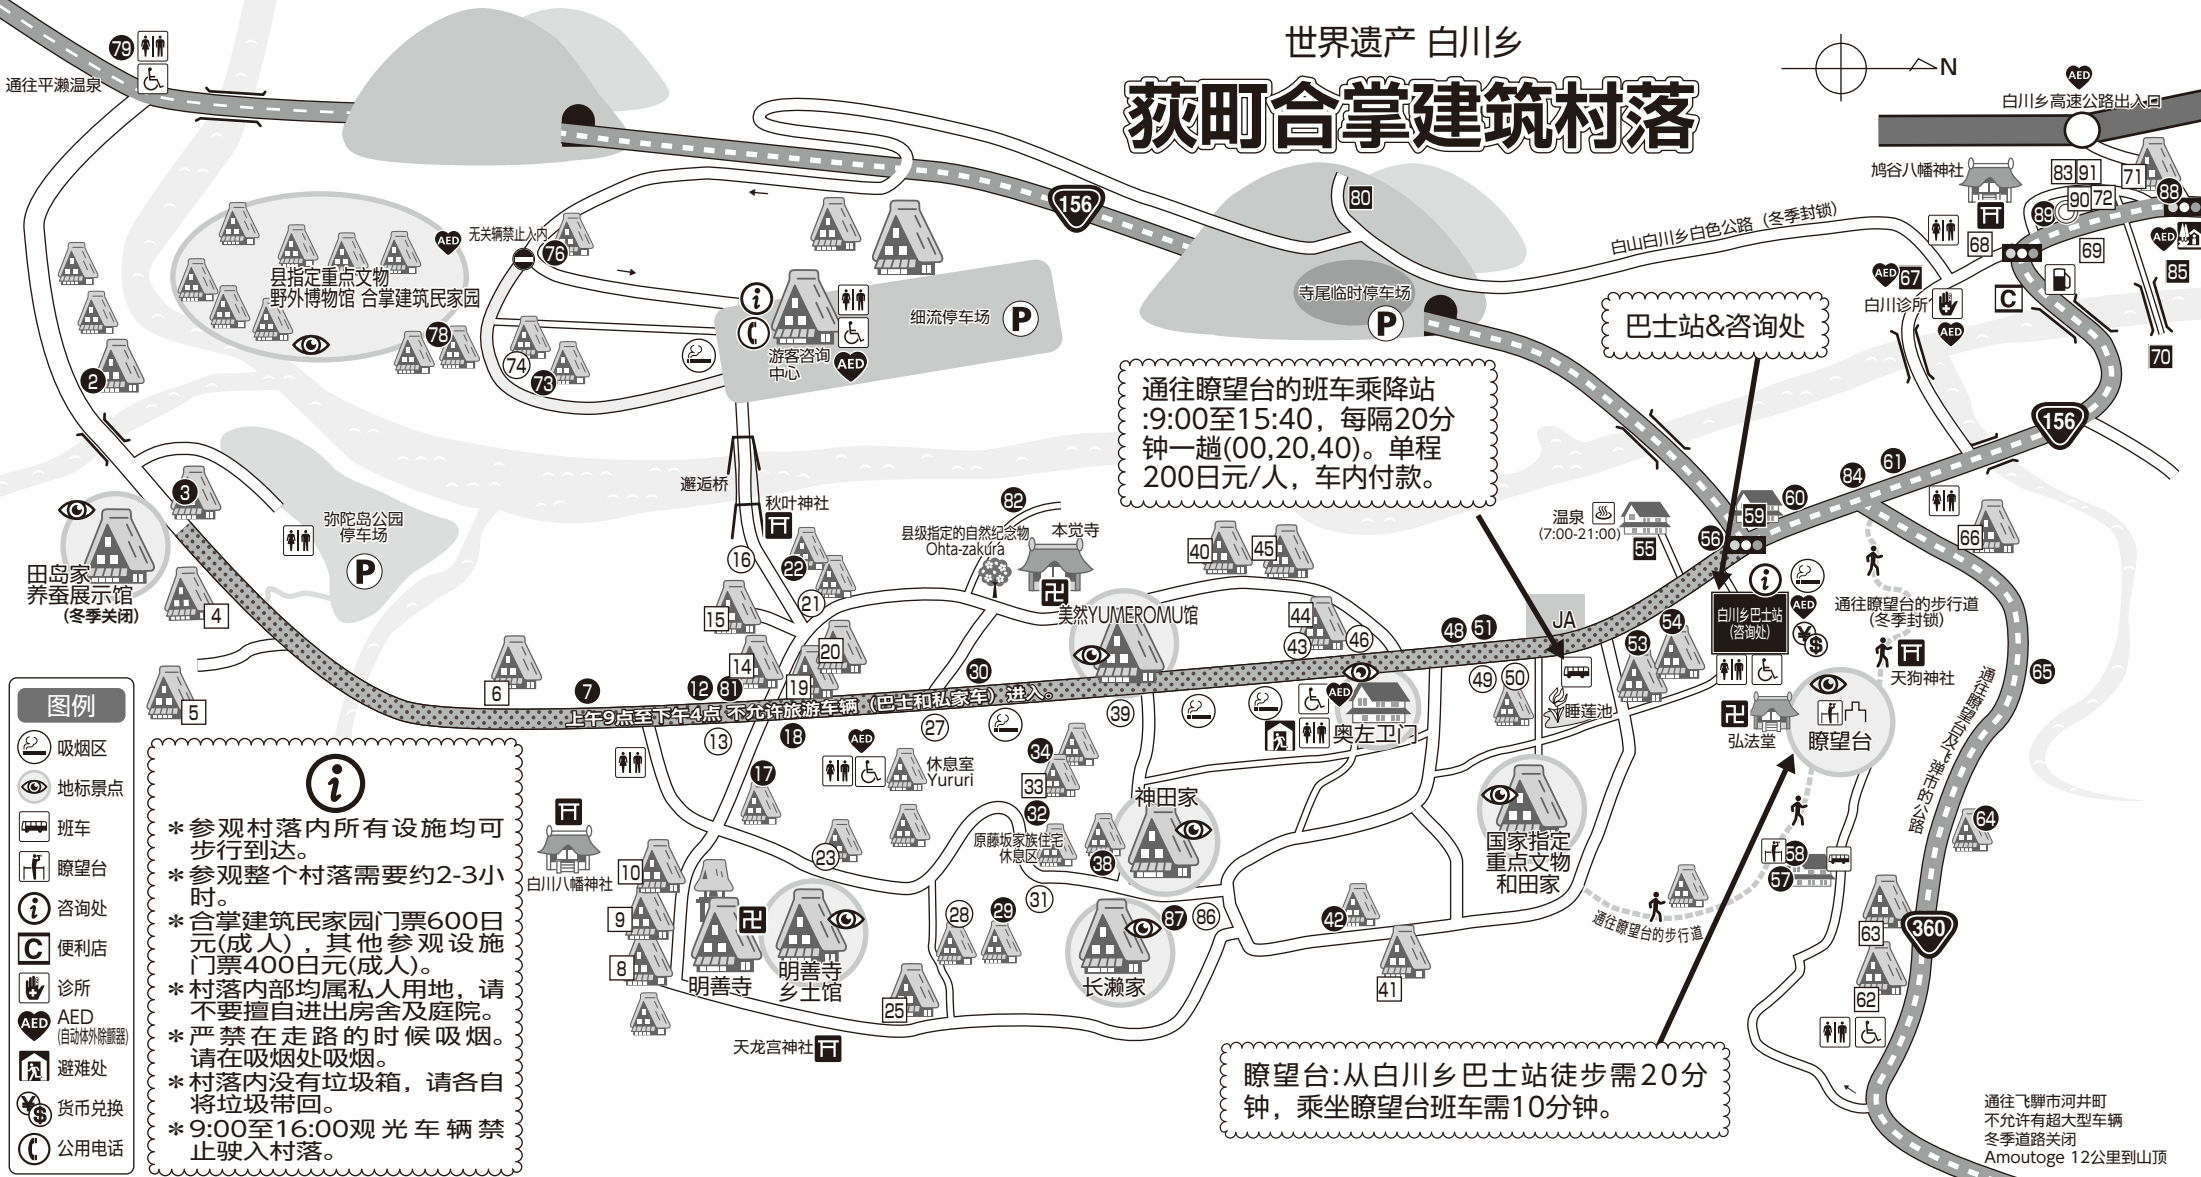 世界遗产 白川乡
荻町合掌建筑村落
N
AED
白川乡高速公路出入口
79
通往平濑温泉
156
80
白山白川乡白色公路（冬季封锁）
鸠谷八幡神社
83
91
71
90
72
88
89
68
69
AED
85
AED
67
白川诊所
C
AED
70
县指定重点文物
野外博物馆 合掌建筑民家园
AED
无关辆禁止入内
76
78
74
73
2
i
游客咨询
中心
AED
细流停车场
P
寺尾临时停车场
P
巴士站&咨询处
通往瞭望台的班车乘降站
:9:00至15:40，每隔20分
钟一趟(00,20,40)。单程
200日元/人，车内付款。
156
84
61
60
59
56
66
温泉
(7:00-21:00)
55
3
弥陀岛公园
停车场
P
田岛家
养蚕展示馆
(冬季关闭)
4
5
6
7
邂逅桥
秋叶神社
16
22
21
15
14
20
19
12
81
82
县级指定的自然纪念物
Ohta-zakura
本觉寺
卍
美然YUMEROMU馆
30
40
45
44
43
46
48
51
JA
53
54
i
白川乡巴士站
(咨询处)
AED
¥$
通往瞭望台的步行道
(冬季封锁)
天狗神社
65
通往瞭望台及飞弹市的公路
上午9点至下午4点 不允许旅游车辆（巴士和私家车）进入。
13
18
27
39
49
50
睡莲池
AED
奥左卫门
卍
弘法堂
瞭望台
17
AED
休息室
Yururi
34
33
32
原藤坂家族住宅
休息区
38
神田家
国家指定
重点文物
和田家
64
58
57
通往瞭望台的步行道
63
360
62
白川八幡神社
10
9
8
23
卍
明善寺
明善寺
乡土馆
28
29
31
25
长濑家
87
86
42
41
天龙宫神社
瞭望台:从白川乡巴士站徒步需20分
钟，乘坐瞭望台班车需10分钟。
通往飞騨市河井町
不允许有超大型车辆
冬季道路关闭
Amoutoge 12公里到山顶
图例
吸烟区
地标景点
班车
瞭望台
i 咨询处
C 便利店
诊所
AED AED
(自动体外除颤器)
避难处
¥$ 货币兑换
公用电话
i
＊参观村落内所有设施均可
步行到达。
＊参观整个村落需要约2-3小
时。
＊合掌建筑民家园门票600日
元(成人)，其他参观设施
门票400日元(成人)。
＊村落内部均属私人用地，请
不要擅自进出房舍及庭院。
＊严禁在走路的时候吸烟。
请在吸烟处吸烟。
＊村落内没有垃圾箱，请各自
将垃圾带回。
＊9:00至16:00观光车辆禁
止驶入村落。